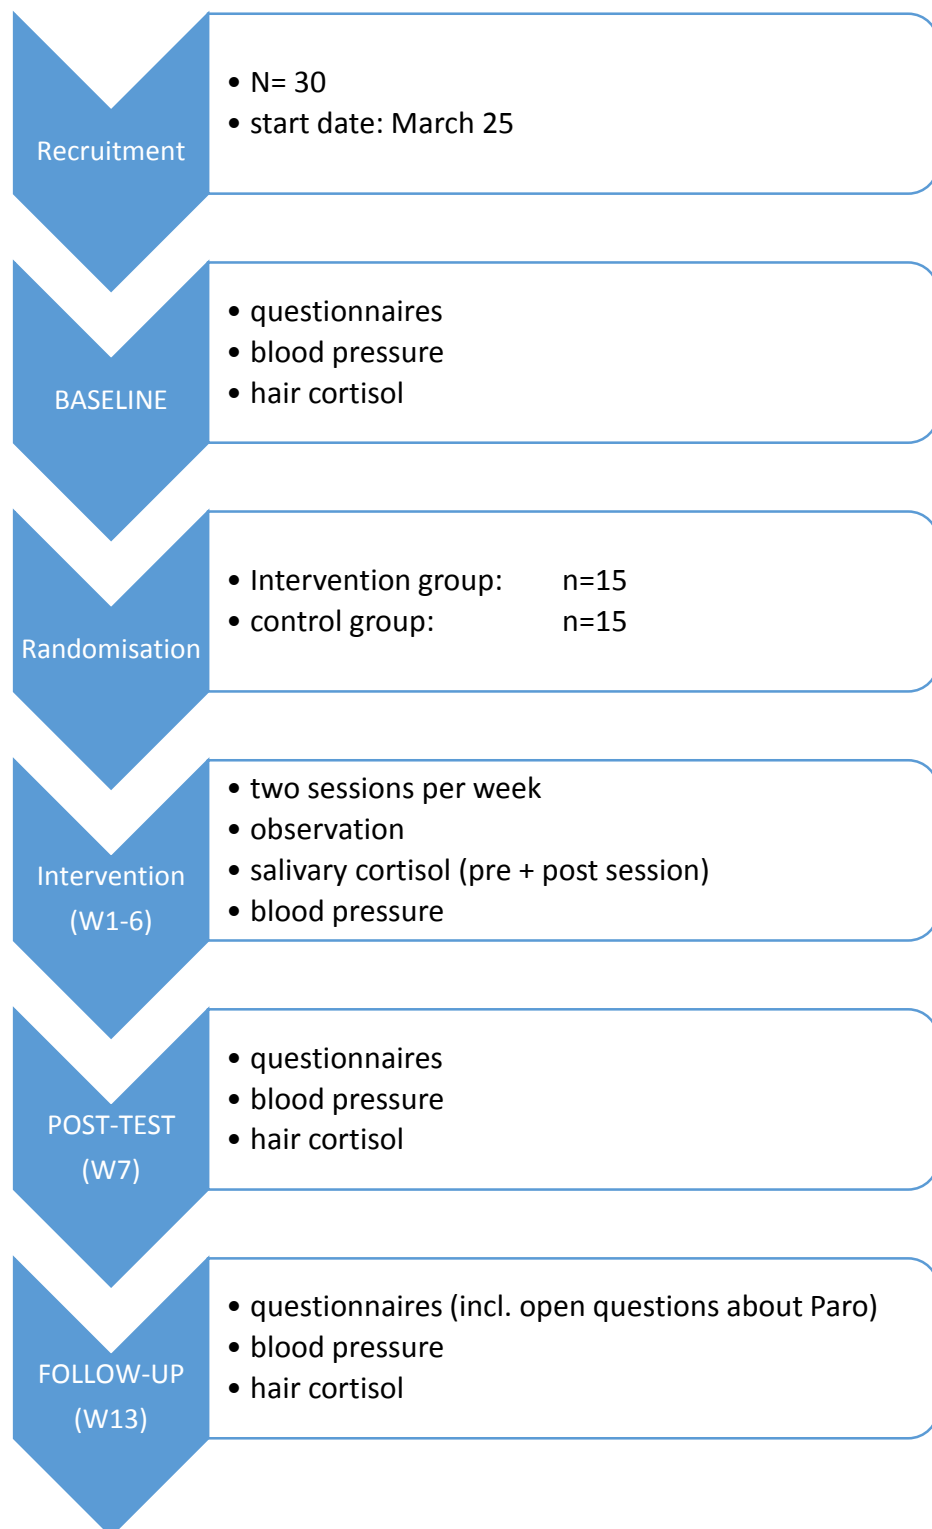 Recruitment
• N= 30
• start date: March 25
BASELINE
• questionnaires
• blood pressure
• hair cortisol
Randomisation
• Intervention group: n=15
• control group: n=15
Intervention
(W1-6)
• two sessions per week
• observation
• salivary cortisol (pre + post session)
• blood pressure
POST-TEST
(W7)
• questionnaires
• blood pressure
• hair cortisol
FOLLOW-UP
(W13)
• questionnaires (incl. open questions about Paro)
• blood pressure
• hair cortisol